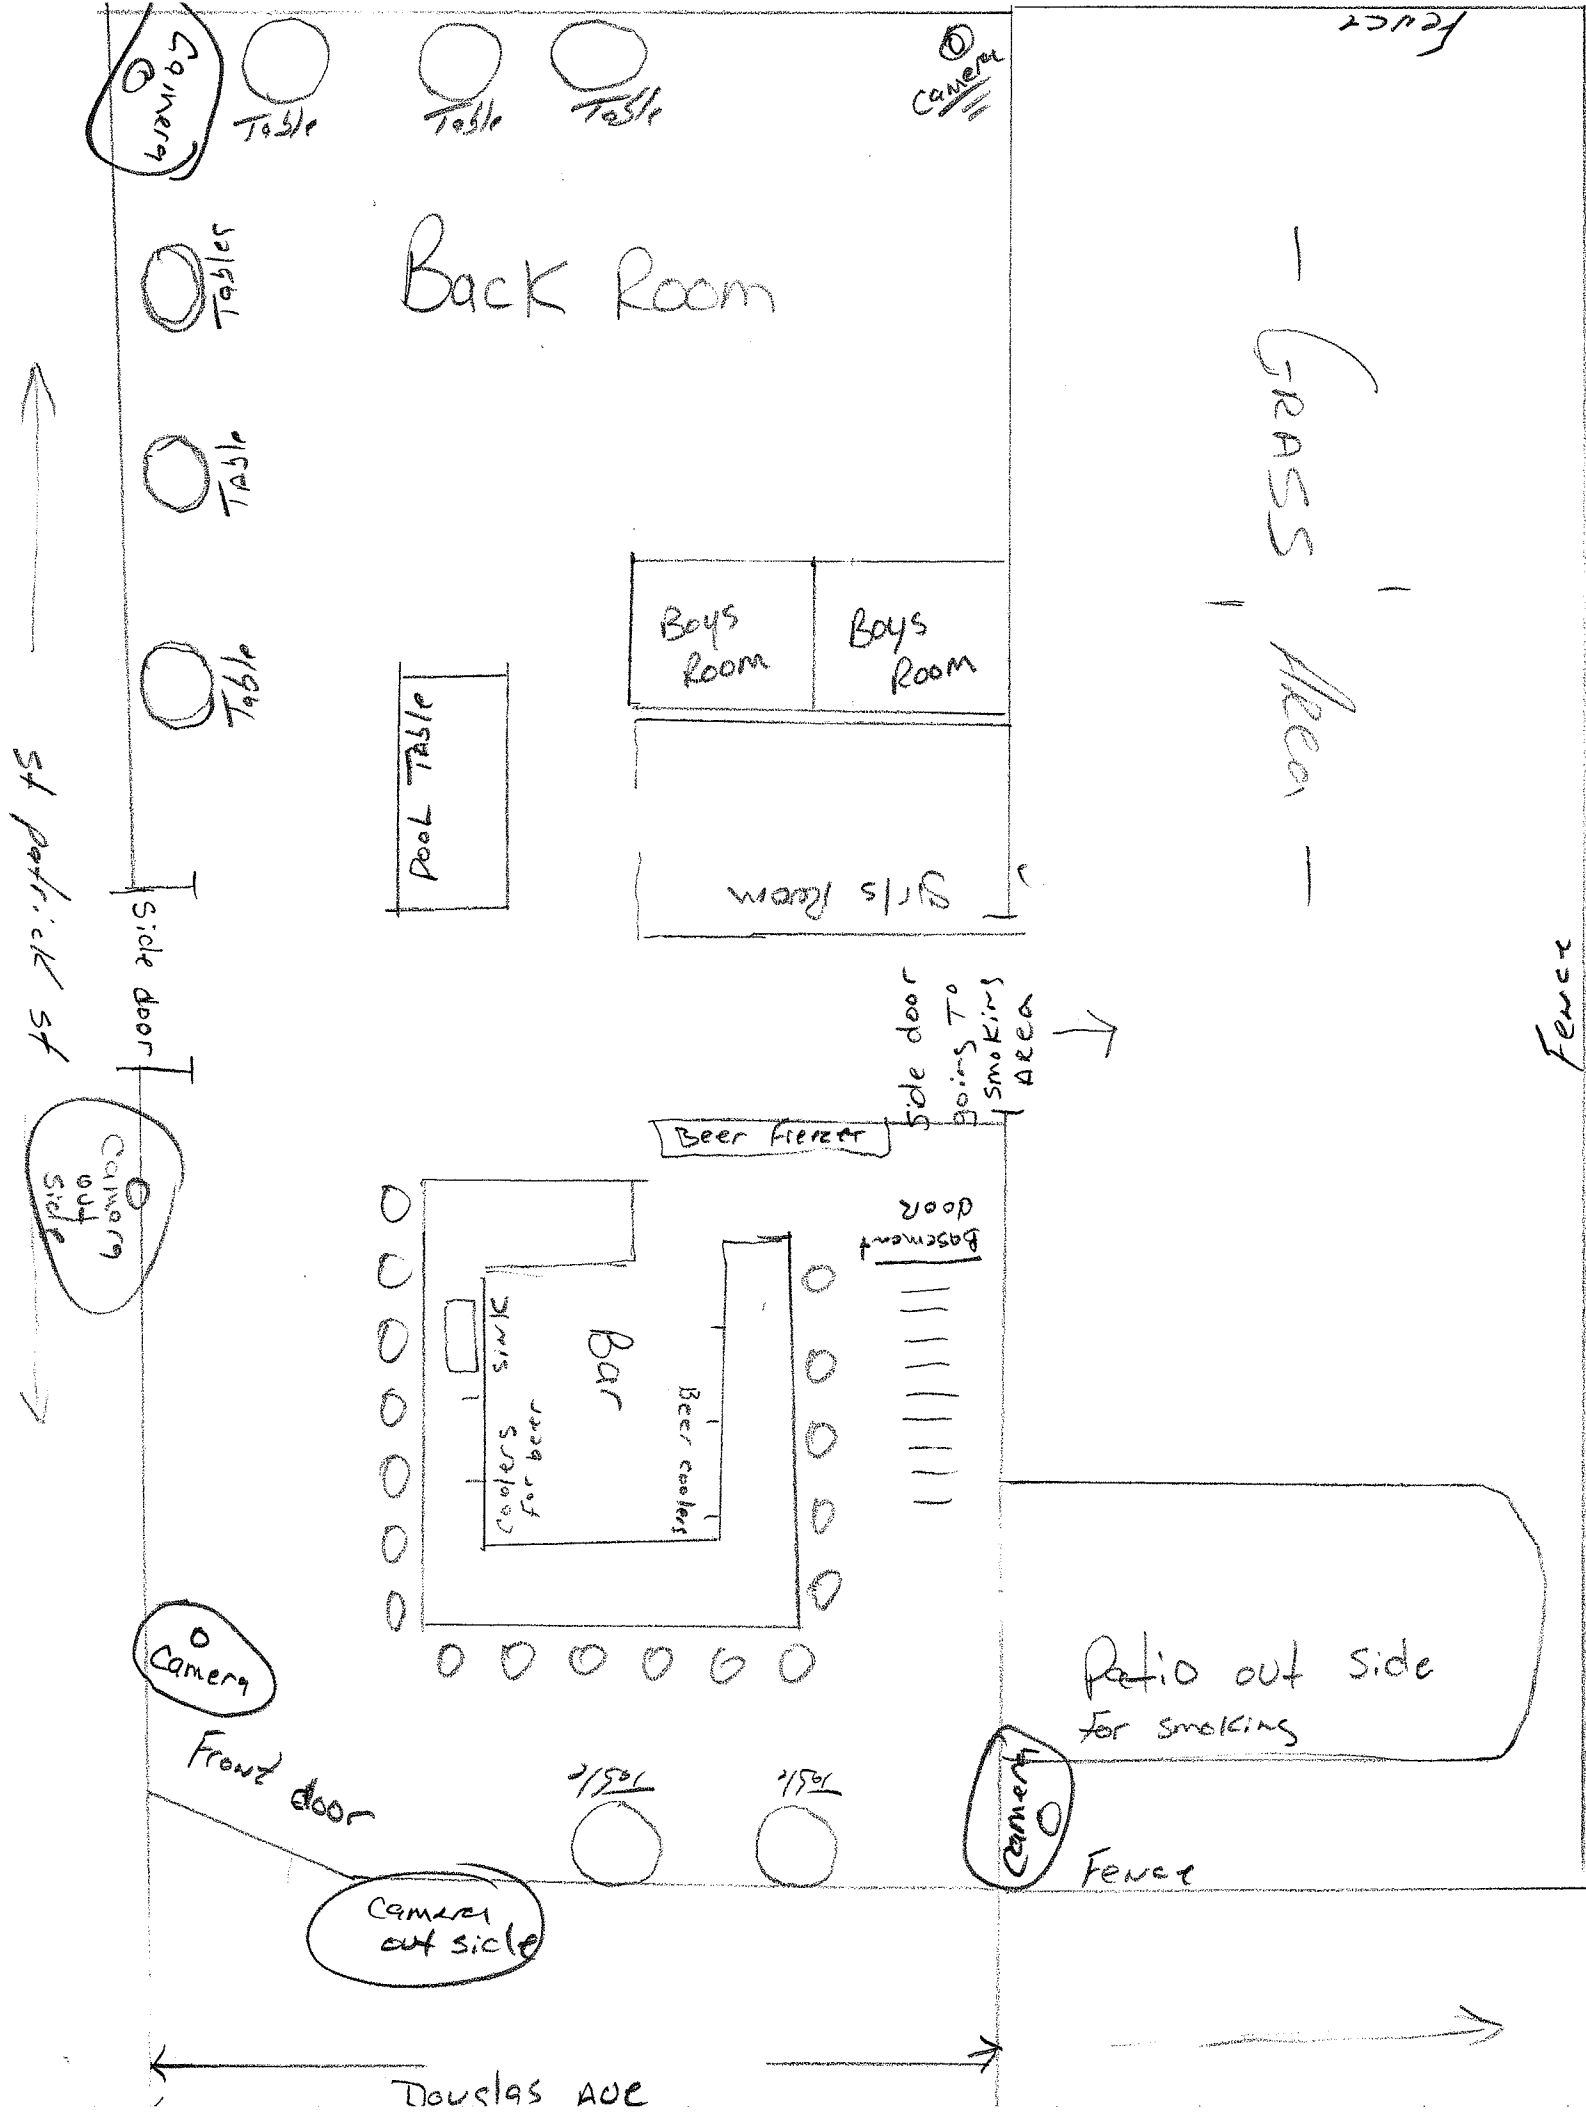 Fence
Camera
Table
Table
Table
camera
Back Room
Tables
TAble
Table
GRASS AREA
Boys
Room
Boys
Room
Pool TAble
girls Room
St patrick St
Side door
Side door
going To
smoking
AREA
Fence
Beer Fierzer
Camera
out
side
Basement
dooR
SiNK
Bar
coolers
For beer
Beer coolers
camera
Patio out side
For smoking
Front
door
Table
Table
camera
Fence
camera
out side
Douglas AVE